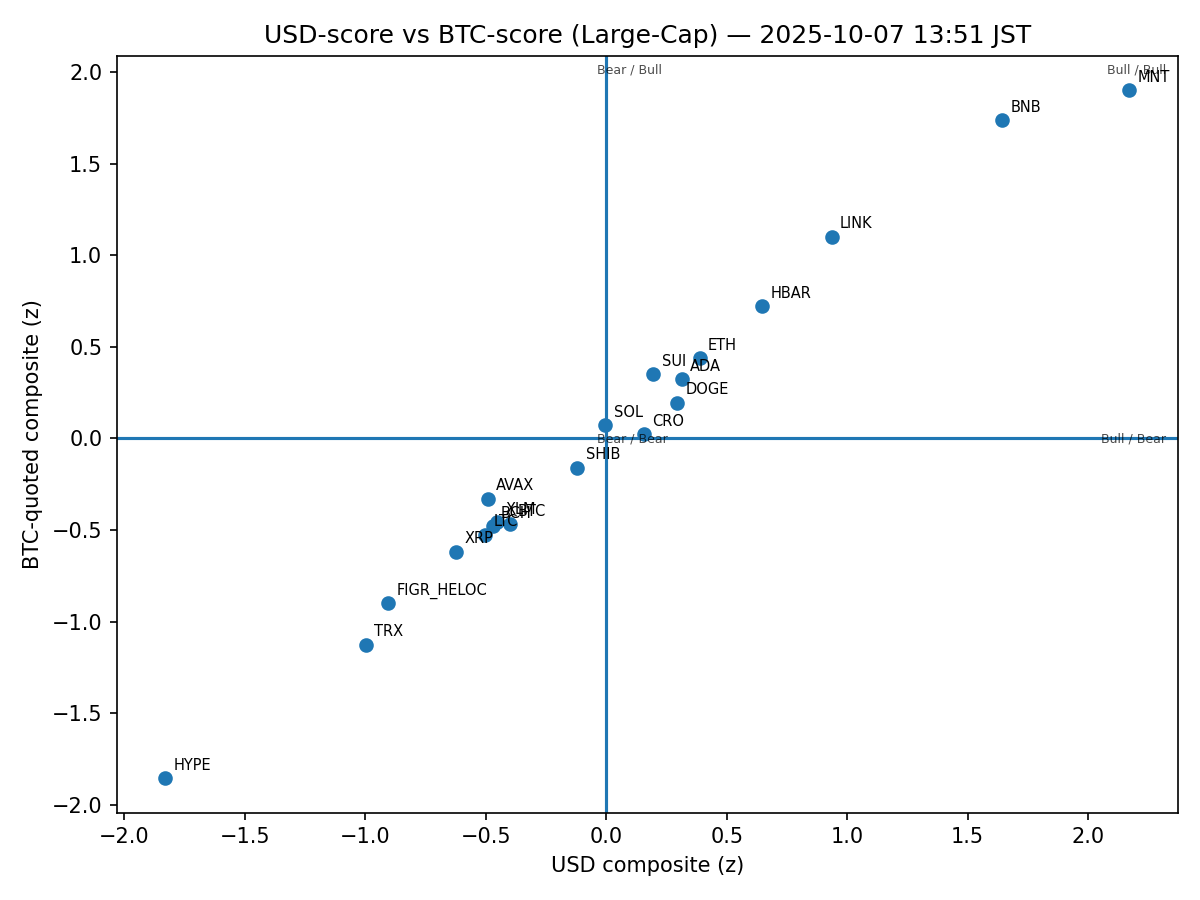 USD-score vs BTC-score (Large-Cap) — 2025-10-07 13:51 JST
Bear / Bull
Bull / Bull
MNT
BNB
LINK
HBAR
ETH
SUI
ADA
DOGE
SOL
CRO
Bear / Bear
Bull / Bear
SHIB
AVAX
XLM
BCH
LTC
XRP
FIGR_HELOC
TRX
HYPE
2.0
1.5
1.0
0.5
0.0
−0.5
−1.0
−1.5
−2.0
BTC-quoted composite (z)
−2.0 −1.5 −1.0 −0.5 0.0 0.5 1.0 1.5 2.0
USD composite (z)